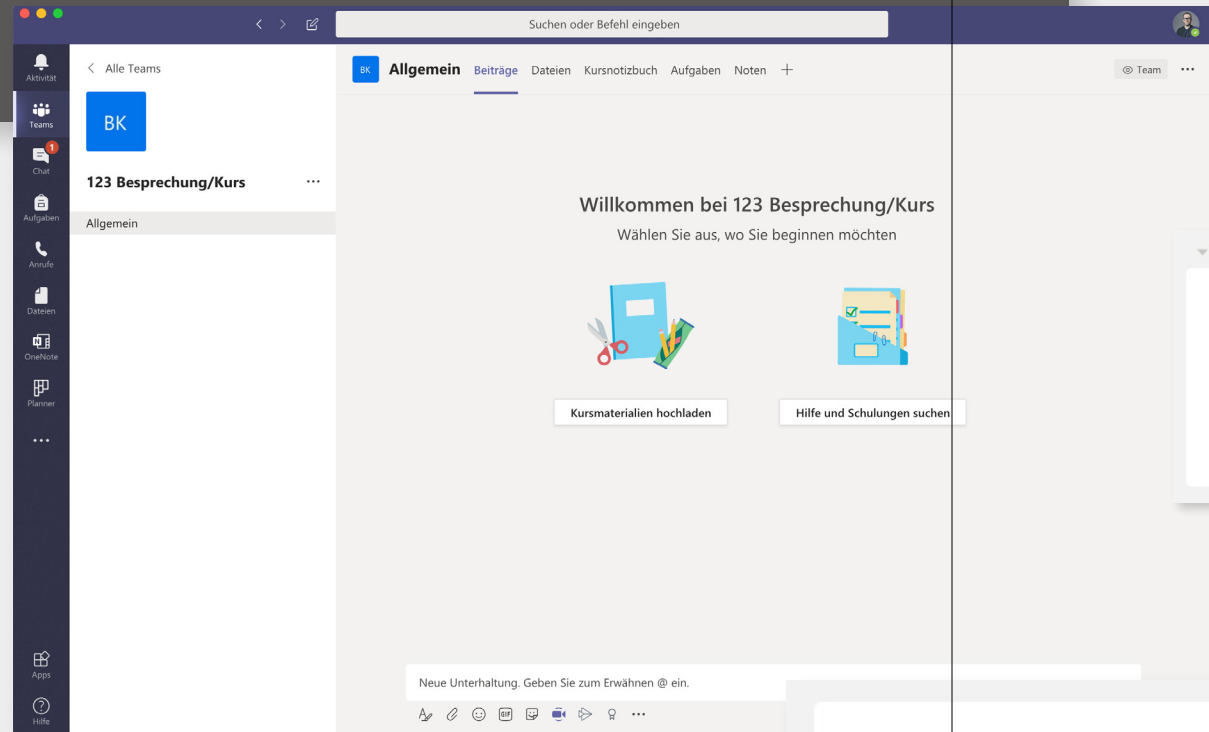 Suchen oder Befehl eingeben
Aktivität
Teams
1
Chat
Aufgaben
Anrufe
Dateien
OneNote
Planner
Apps
Hilfe
Alle Teams
BK
123 Besprechung/Kurs
Allgemein
BK Allgemein Beiträge Dateien Kursnotizbuch Aufgaben Noten
Team
Willkommen bei 123 Besprechung/Kurs
Wählen Sie aus, wo Sie beginnen möchten
Kursmaterialien hochladen
Hilfe und Schulungen suchen
Neue Unterhaltung. Geben Sie zum Erwähnen @ ein.
GIF